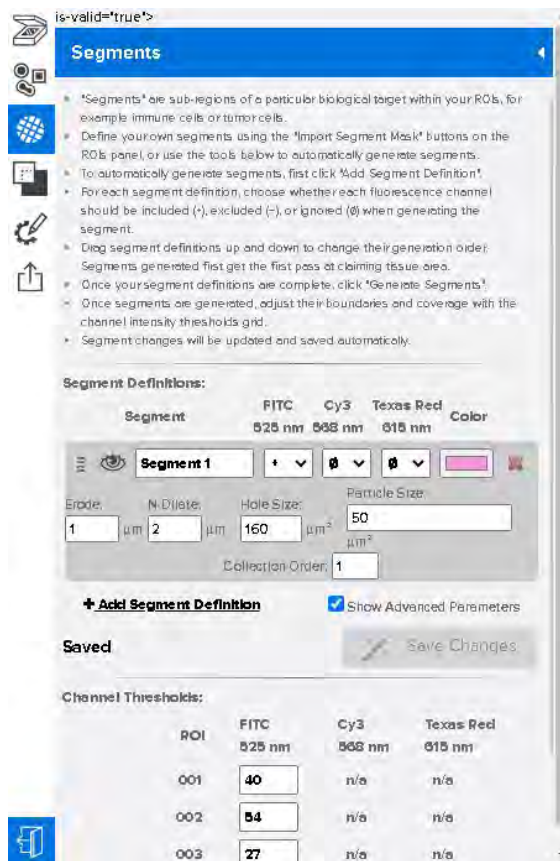 is-valid="true">
Segments
"Segments" are sub-regions of a particular biological target within your ROIs, for
example immune cells or tumor cells.
Define your own segments using the "Import Segment Mask" buttons on the
ROIs panel, or use the tools below to automatically generate segments.
To automatically generate segments, first click "Add Segment Definition".
For each segment definition, choose whether each fluorescence channel
should be included (+), excluded (−), or ignored (ø) when generating the
segment.
Drag segment definitions up and down to change their generation order.
Segments generated first get the first pass at claiming tissue area.
Once your segment definitions are complete, click "Generate Segments".
Once segments are generated, adjust their boundaries and coverage with the
channel intensity thresholds grid.
Segment changes will be updated and saved automatically.
Segment Definitions:
Segment FITC 525 nm Cy3 568 nm Texas Red 615 nm Color
Segment 1 + ø ø
Erode: N-Dilate: Hole Size: Particle Size:
1 µm 2 µm 160 µm² 50 µm²
Collection Order: 1
+ Add Segment Definition Show Advanced Parameters
Saved Save Changes
Channel Thresholds:
ROI FITC 525 nm Cy3 568 nm Texas Red 615 nm
001 40 n/a n/a
002 54 n/a n/a
003 27 n/a n/a